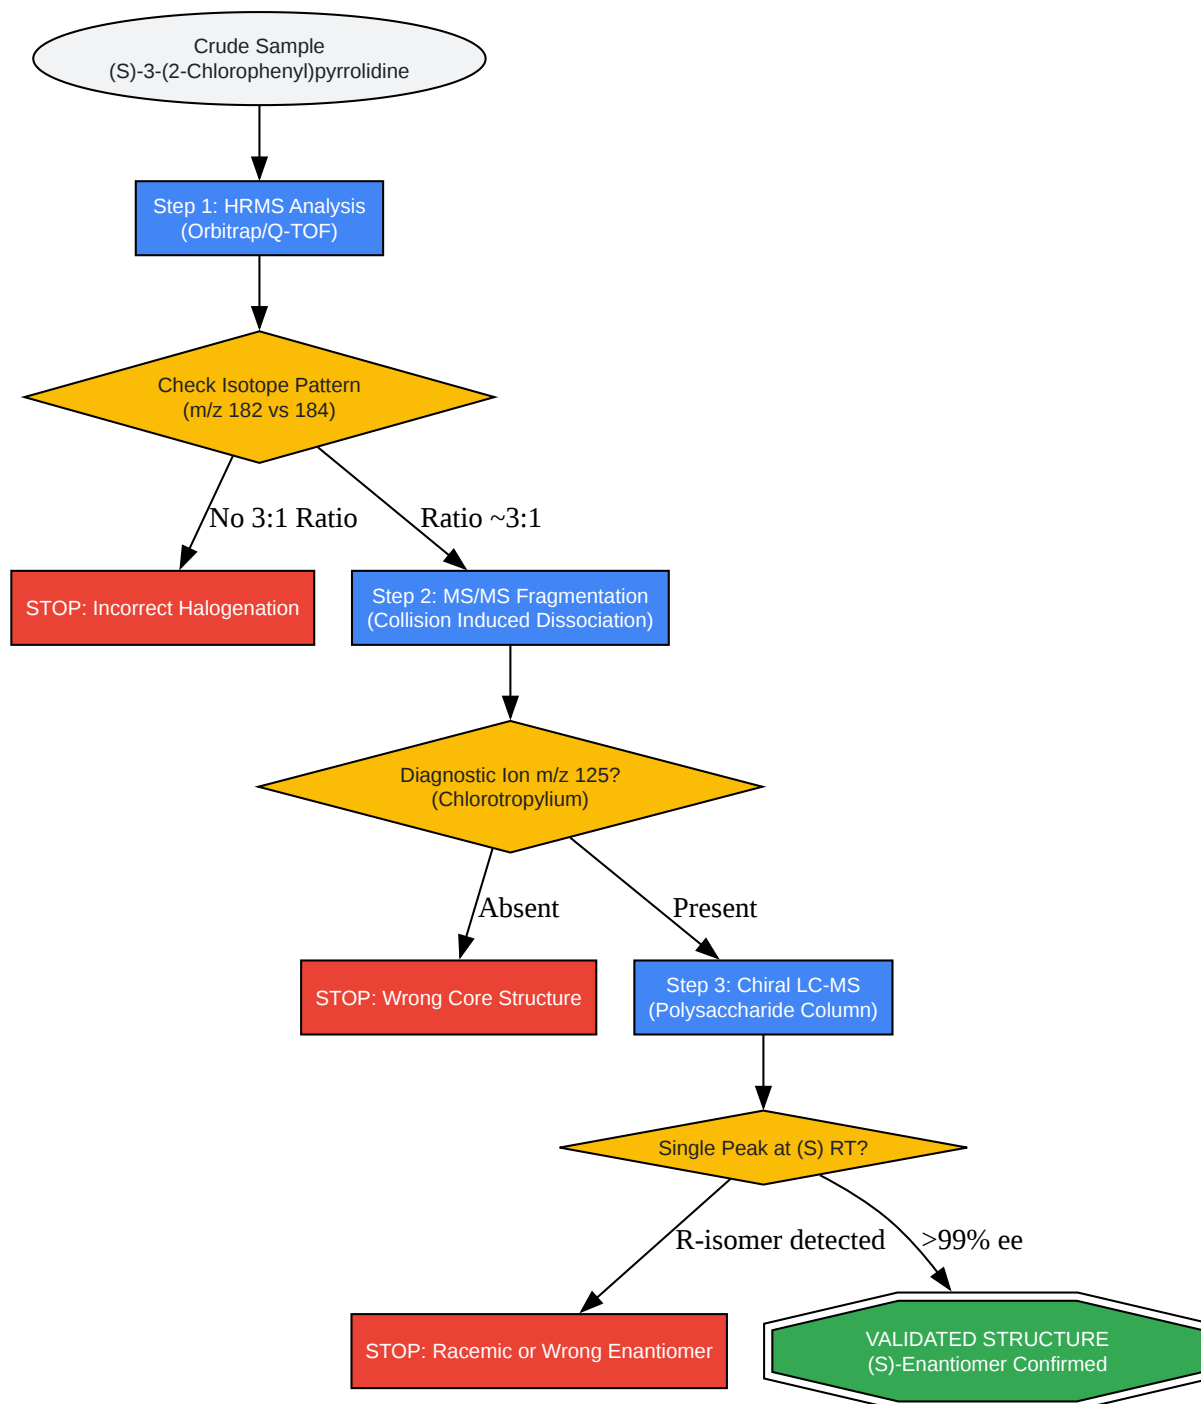 Crude Sample
(S)-3-(2-Chlorophenyl)pyrrolidine
Step 1: HRMS Analysis
(Orbitrap/Q-TOF)
Check Isotope Pattern
(m/z 182 vs 184)
No 3:1 Ratio
Ratio ~3:1
STOP: Incorrect Halogenation
Step 2: MS/MS Fragmentation
(Collision Induced Dissociation)
Diagnostic Ion m/z 125?
(Chlorotropylium)
Absent
Present
STOP: Wrong Core Structure
Step 3: Chiral LC-MS
(Polysaccharide Column)
Single Peak at (S) RT?
R-isomer detected
>99% ee
STOP: Racemic or Wrong Enantiomer
VALIDATED STRUCTURE
(S)-Enantiomer Confirmed